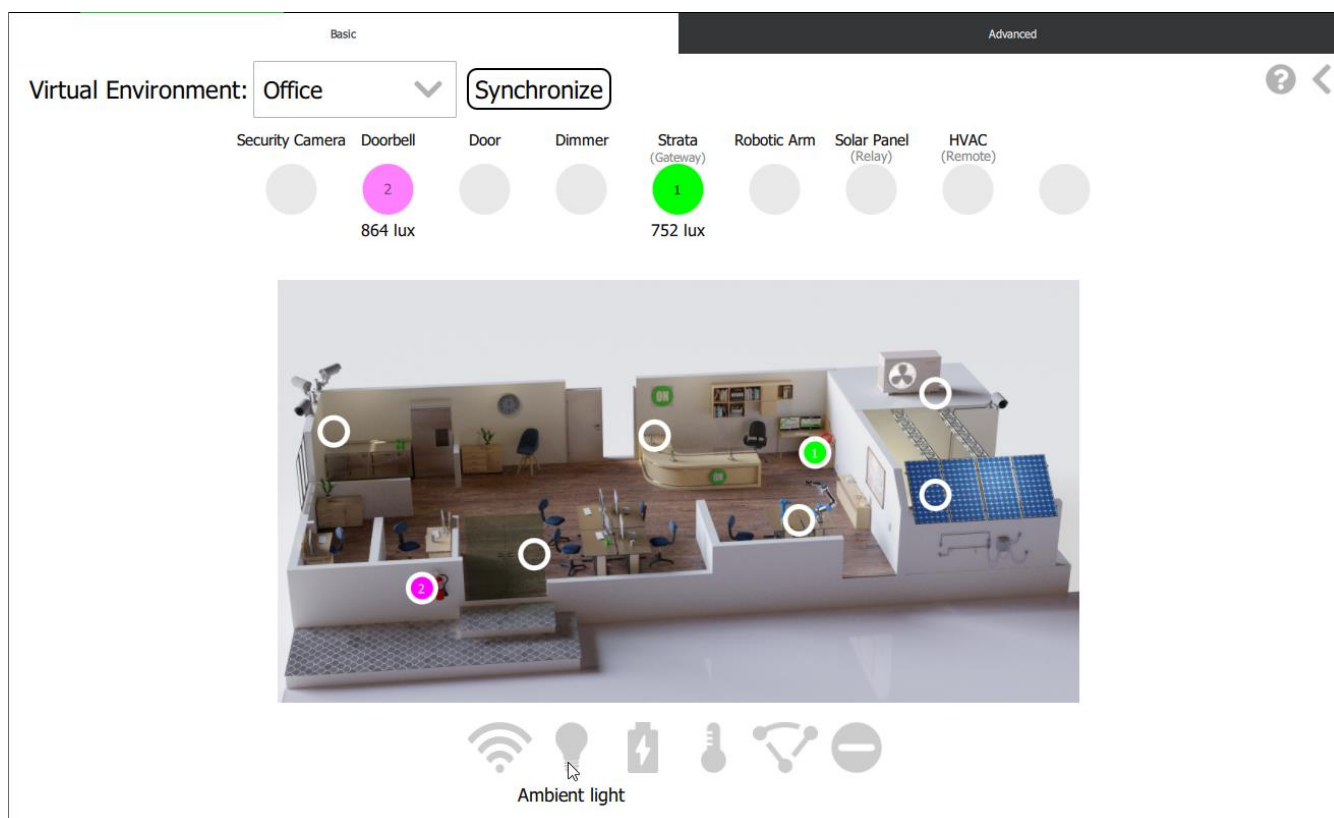 Basic
Advanced
Virtual Environment: Office Synchronize ?
Security Camera Doorbell Door Dimmer Strata Robotic Arm Solar Panel HVAC
(Gateway) (Relay) (Remote)
2 1
864 lux 752 lux
ON
1
ON
2
Ambient light